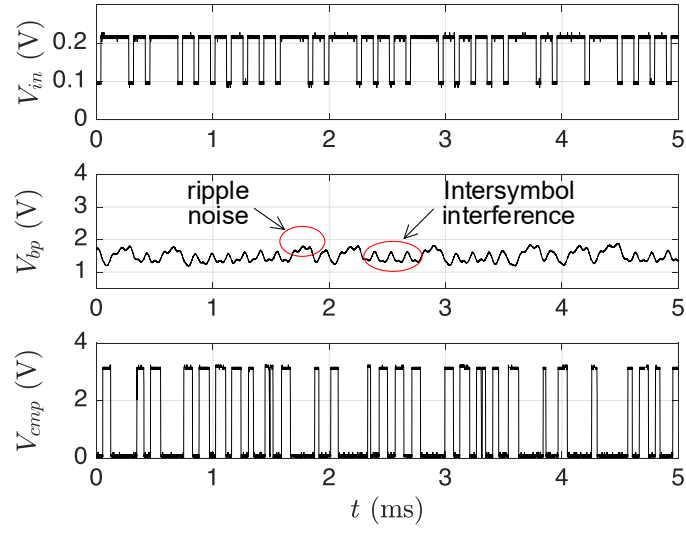 V_in (V)
0.2
0.1
0
0 1 2 3 4 5
V_bp (V)
4
3
2
1
ripple
noise
Intersymbol
interference
0 1 2 3 4 5
V_cmp (V)
4
2
0
0 1 2 3 4 5
t (ms)